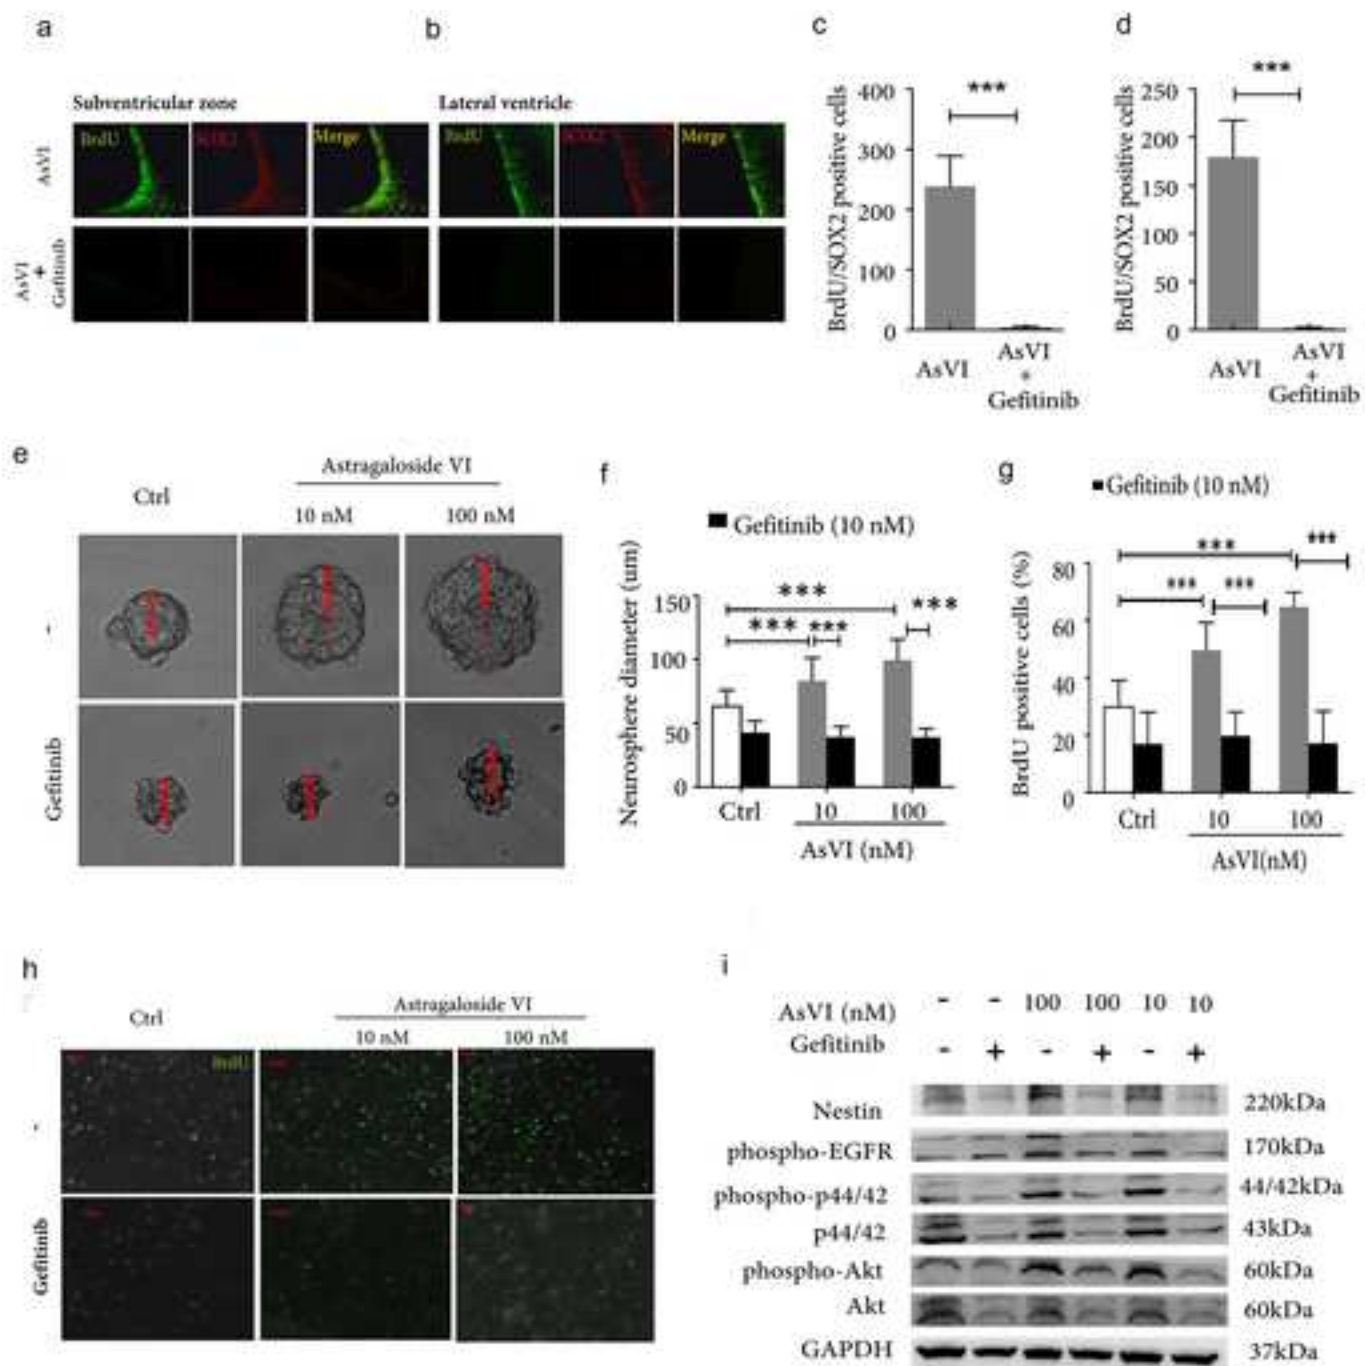 a
b
c
d
Subventricular zone
Lateral ventricle
BrdU
SOX2
Merge
BrdU
SOX2
Merge
AsVI
AsVI
+
Gefitinib
BrdU/SOX2 positive cells
400
300
200
100
0
***
AsVI
AsVI
+
Gefitinib
BrdU/SOX2 positive cells
250
200
150
100
50
0
***
AsVI
AsVI
+
Gefitinib
e
Astragaloside VI
Ctrl
10 nM
100 nM
-
Gefitinib
f
Gefitinib (10 nM)
Neurosphere diameter (um)
150
100
50
0
***
*** ***
***
Ctrl
10
100
AsVI (nM)
g
Gefitinib (10 nM)
BrdU positive cells (%)
80
60
40
20
0
***
***
*** ***
Ctrl
10
100
AsVI(nM)
h
Astragaloside VI
Ctrl
10 nM
100 nM
BrdU
-
Gefitinib
i
AsVI (nM) - - 100 100 10 10
Gefitinib - + - + - +
Nestin 220kDa
phospho-EGFR 170kDa
phospho-p44/42 44/42kDa
p44/42 43kDa
phospho-Akt 60kDa
Akt 60kDa
GAPDH 37kDa